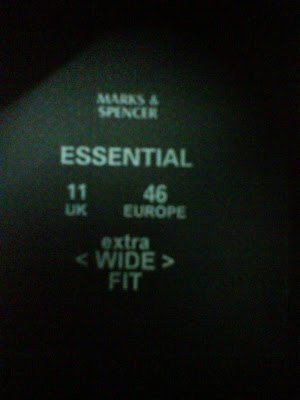 MARKS &
SPENCER
ESSENTIAL
11 46
UK EUROPE
extra
< WIDE >
FIT